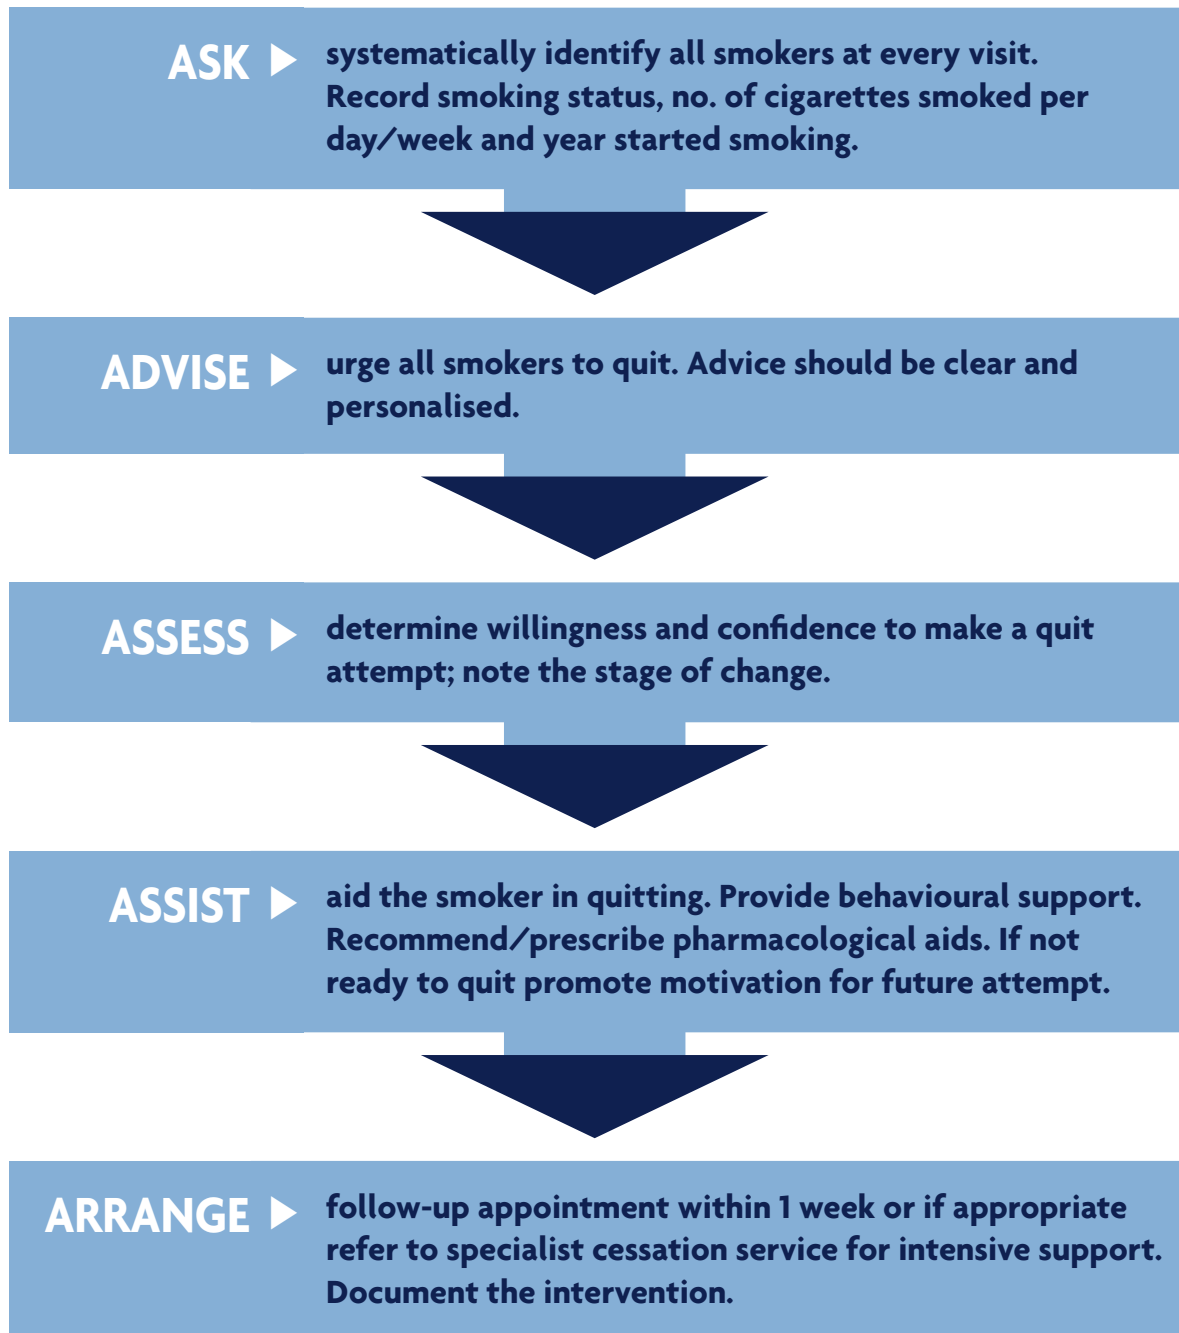 ASK systematically identify all smokers at every visit.
Record smoking status, no. of cigarettes smoked per
day/week and year started smoking.
ADVISE urge all smokers to quit. Advice should be clear and
personalised.
ASSESS determine willingness and confidence to make a quit
attempt; note the stage of change.
ASSIST aid the smoker in quitting. Provide behavioural support.
Recommend/prescribe pharmacological aids. If not
ready to quit promote motivation for future attempt.
ARRANGE follow-up appointment within 1 week or if appropriate
refer to specialist cessation service for intensive support.
Document the intervention.